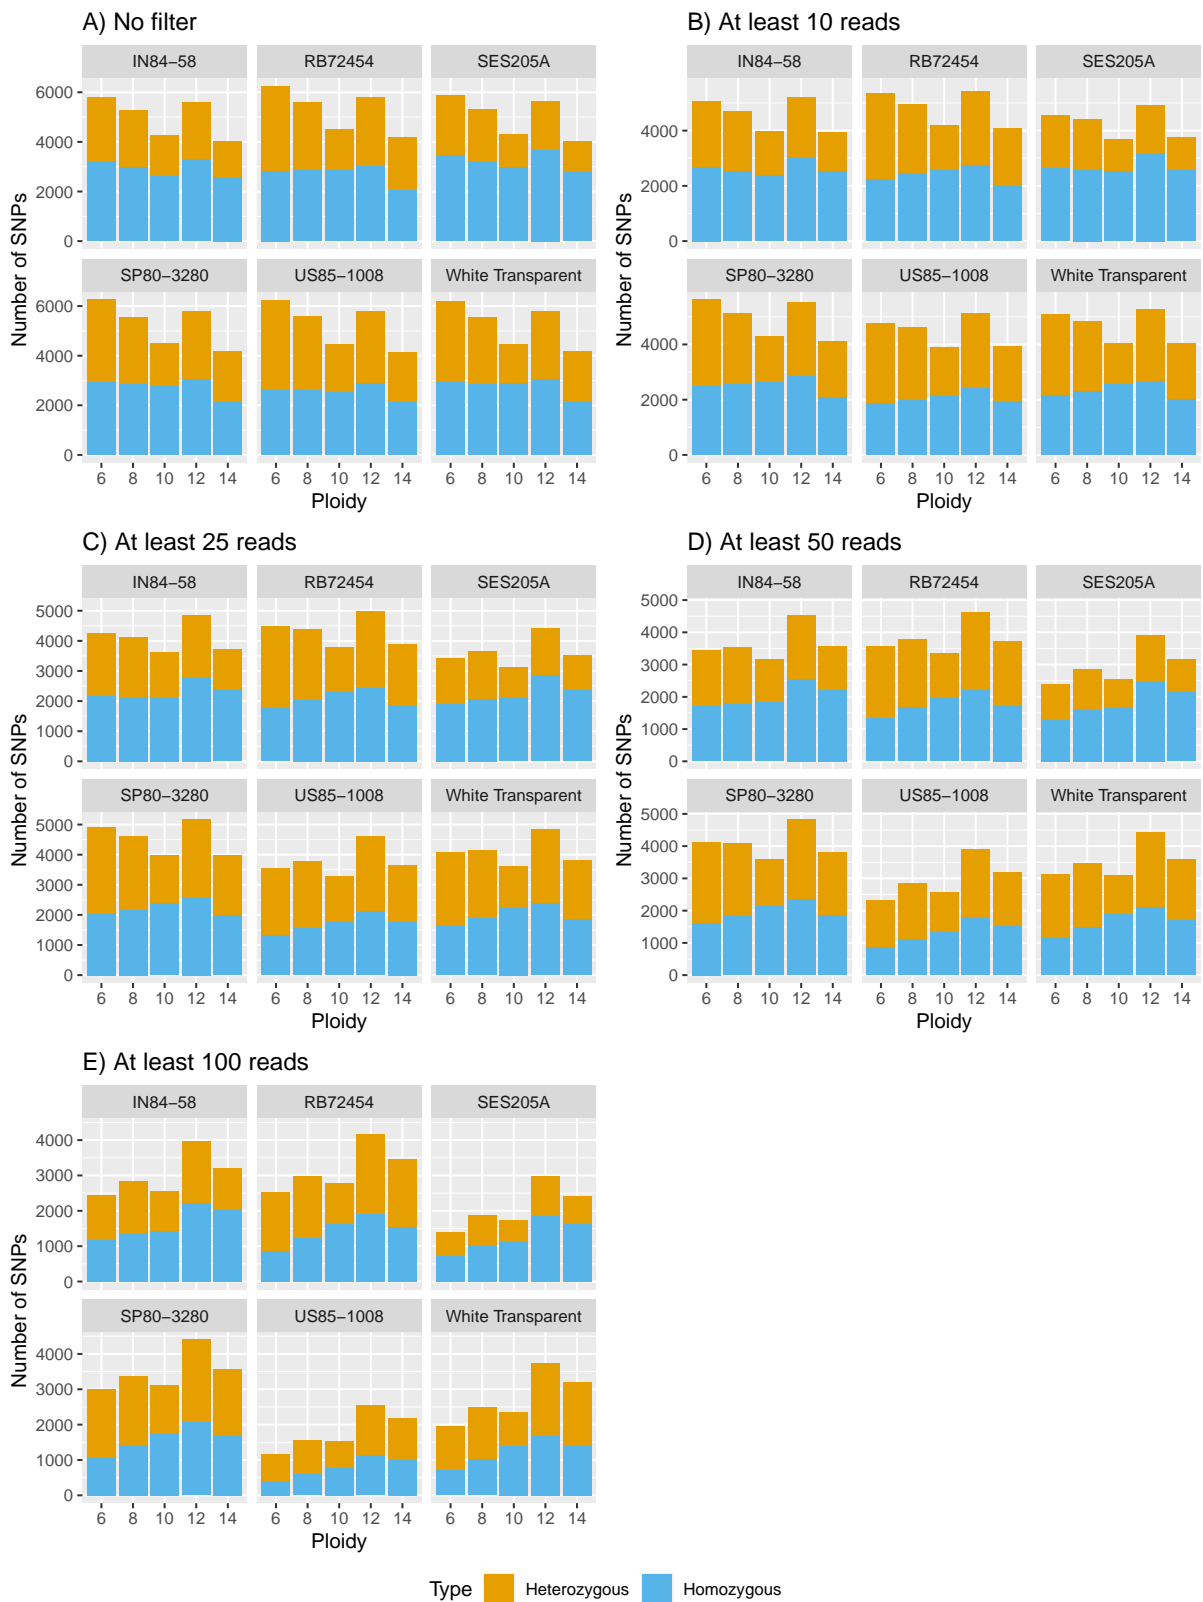 A) No filter
IN84−58 RB72454 SES205A
6000
4000
2000
0
SP80−3280 US85−1008 White Transparent
6000
4000
2000
0
Number of SNPs
6 8 10 12 14 6 8 10 12 14 6 8 10 12 14
Ploidy
B) At least 10 reads
IN84−58 RB72454 SES205A
4000
2000
0
SP80−3280 US85−1008 White Transparent
4000
2000
0
Number of SNPs
6 8 10 12 14 6 8 10 12 14 6 8 10 12 14
Ploidy
C) At least 25 reads
IN84−58 RB72454 SES205A
5000
4000
3000
2000
1000
0
SP80−3280 US85−1008 White Transparent
5000
4000
3000
2000
1000
0
Number of SNPs
6 8 10 12 14 6 8 10 12 14 6 8 10 12 14
Ploidy
D) At least 50 reads
IN84−58 RB72454 SES205A
5000
4000
3000
2000
1000
0
SP80−3280 US85−1008 White Transparent
5000
4000
3000
2000
1000
0
Number of SNPs
6 8 10 12 14 6 8 10 12 14 6 8 10 12 14
Ploidy
E) At least 100 reads
IN84−58 RB72454 SES205A
4000
3000
2000
1000
0
SP80−3280 US85−1008 White Transparent
4000
3000
2000
1000
0
Number of SNPs
6 8 10 12 14 6 8 10 12 14 6 8 10 12 14
Ploidy
Type Heterozygous Homozygous